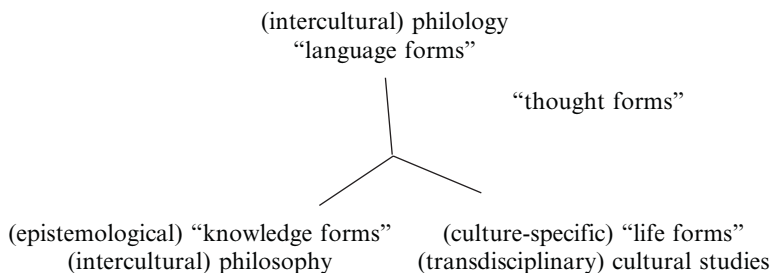 (intercultural) philology
“language forms”
“thought forms”
(epistemological) “knowledge forms”
(intercultural) philosophy
(culture-specific) “life forms”
(transdisciplinary) cultural studies